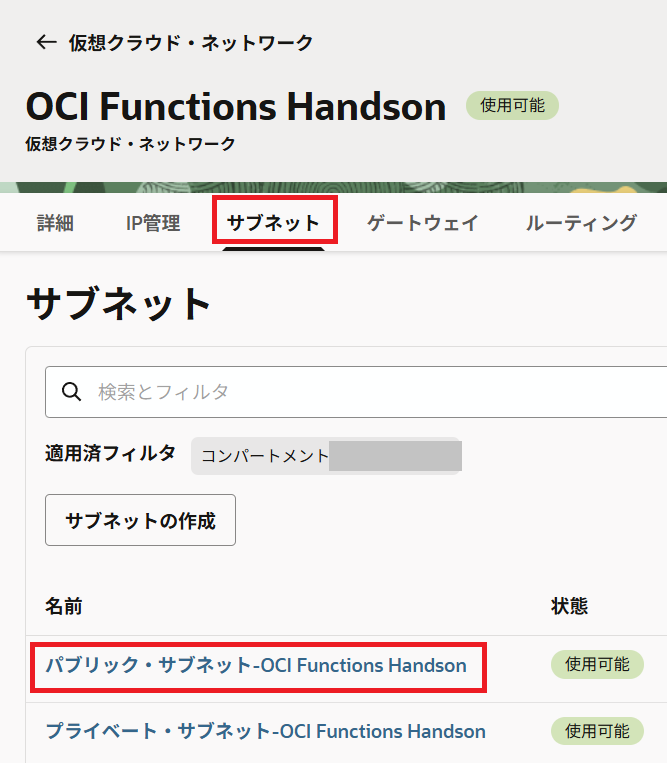 ← 仮想クラウド・ネットワーク
OCI Functions Handson 使用可能
仮想クラウド・ネットワーク
詳細 IP管理 サブネット ゲートウェイ ルーティング
サブネット
検索とフィルタ
適用済フィルタ コンパートメント
サブネットの作成
名前 状態
パブリック・サブネット-OCI Functions Handson 使用可能
プライベート・サブネット-OCI Functions Handson 使用可能